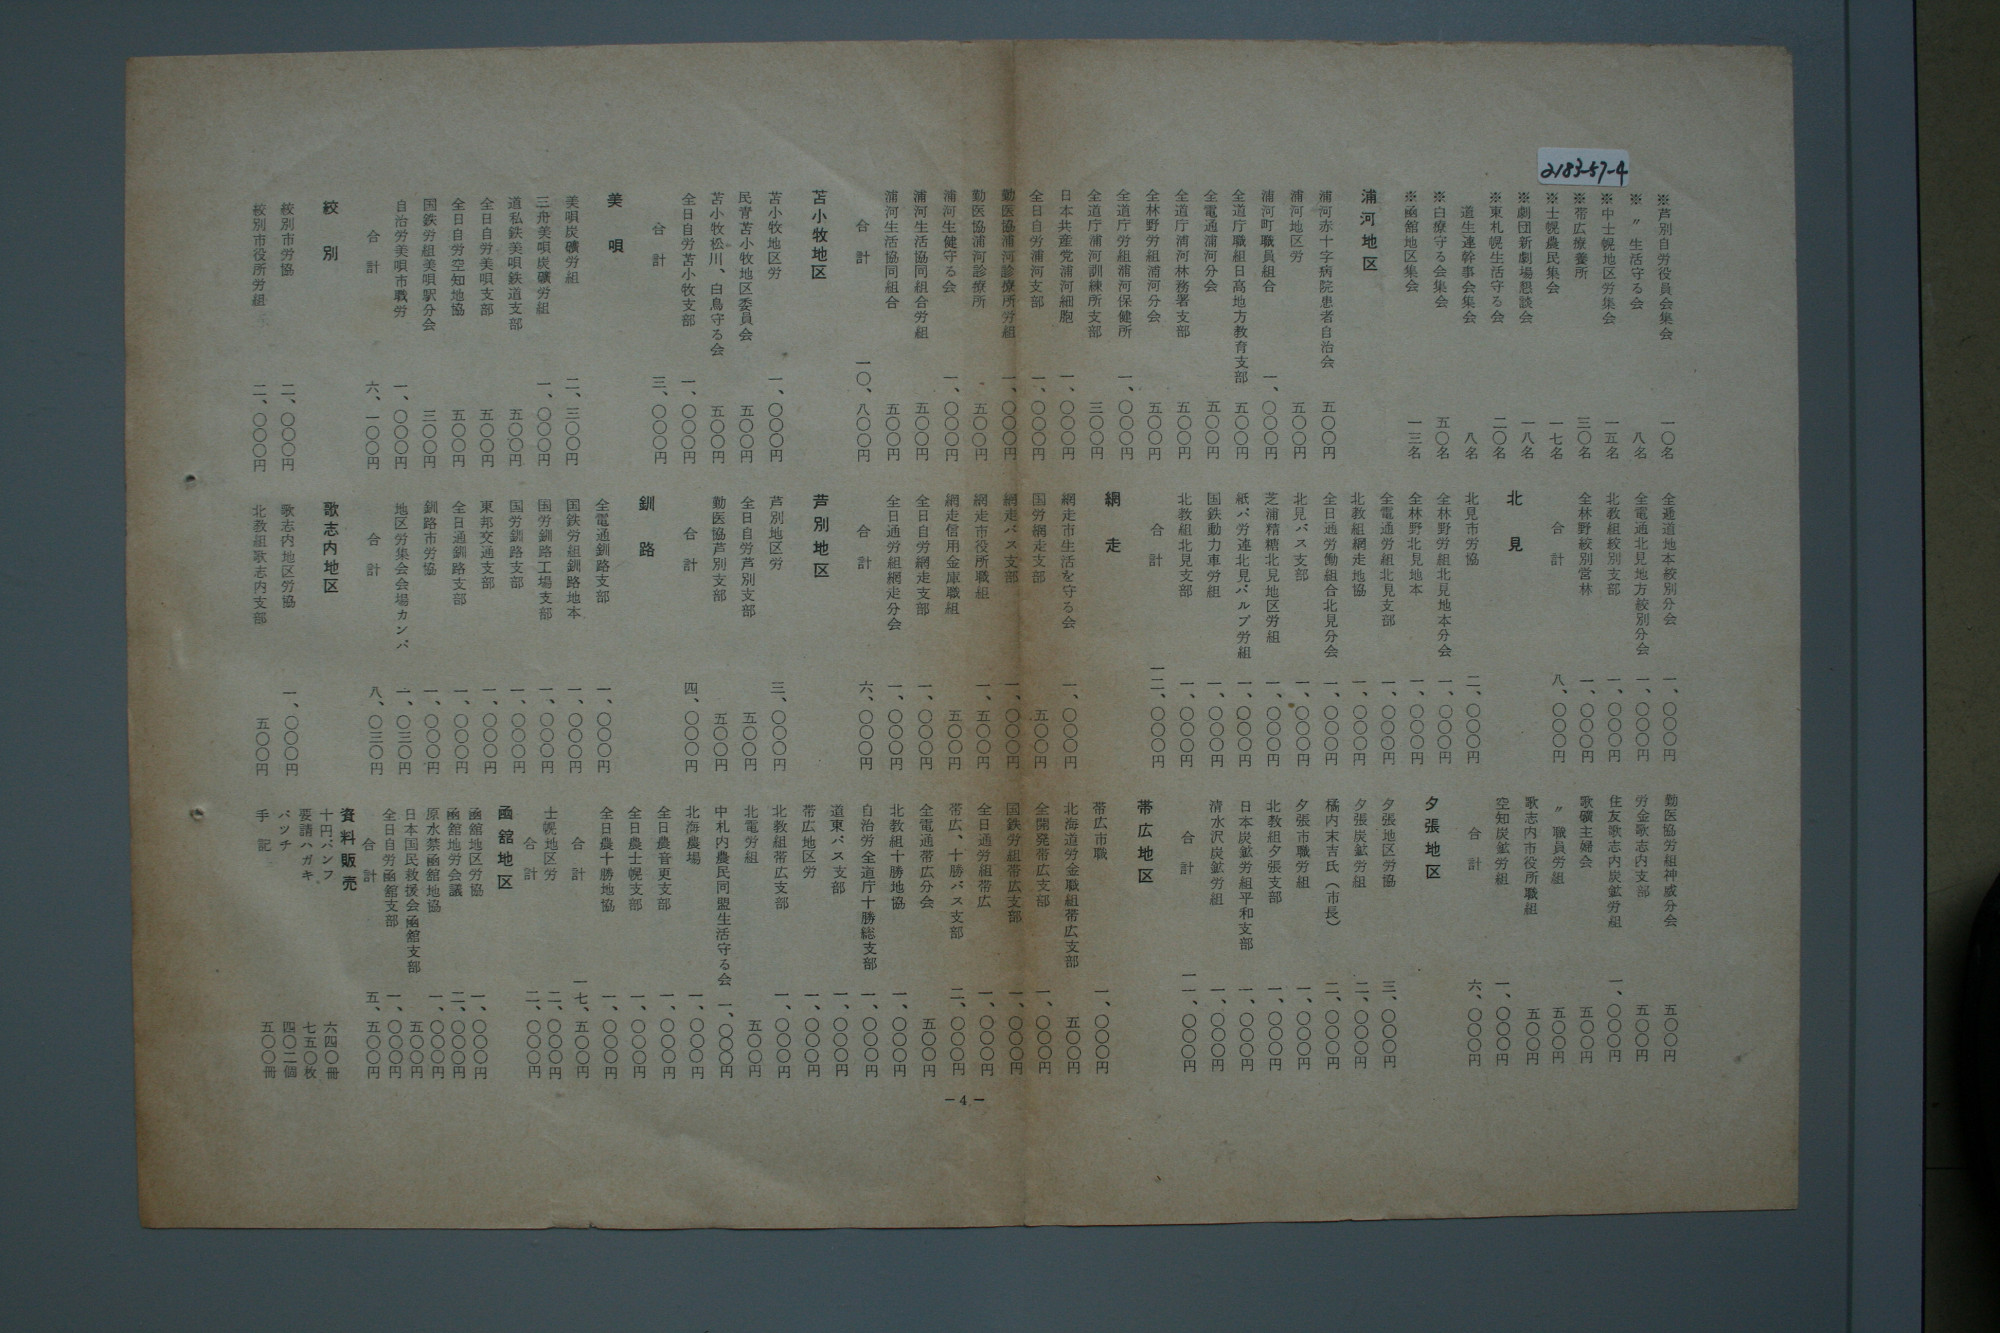 2183-57-4
※芦別自労役員会集会 一〇名
※〃 生活守る会 八名
※中士幌地区労集会 一五名
※帯広療養所 三〇名
※士幌農民集会 一七名
※劇団新劇場懇談会 一八名
※東札幌生活守る会 二〇名
道生連幹事会集会 八名
※白療守る会集会 五〇名
※函館地区集会 一三名
浦河地区
浦河赤十字病院患者自治会 五〇〇円
浦河地区労 五〇〇円
浦河町職員組合 一、〇〇〇円
全道庁職組日高地方教育支部 五〇〇円
全電通浦河分会 五〇〇円
全道庁浦河林務署支部 五〇〇円
全林野労組浦河分会 五〇〇円
全道庁労組浦河保健所 一、〇〇〇円
全道庁浦河訓練所支部 三〇〇円
日本共産党浦河細胞 一、〇〇〇円
全日自労浦河支部 一、〇〇〇円
勤医協浦河診療所労組 一、〇〇〇円
勤医協浦河診療所 五〇〇円
浦河生健守る会 一、〇〇〇円
浦河生活協同組合労組 五〇〇円
浦河生活協同組合 五〇〇円
合計 一〇、八〇〇円
苫小牧地区
苫小牧地区労 一、〇〇〇円
民青苫小牧地区委員会 五〇〇円
苫小牧松川、白鳥守る会 五〇〇円
全日自労苫小牧支部 一、〇〇〇円
合計 三、〇〇〇円
美唄
美唄炭礦労組 二、三〇〇円
三舟美唄炭礦労組 一、〇〇〇円
道私鉄美唄鉄道支部 五〇〇円
全日自労美唄支部 五〇〇円
全日自労空知地協 五〇〇円
国鉄労組美唄駅分会 三〇〇円
自治労美唄市職労 一、〇〇〇円
合計 六、一〇〇円
紋別
紋別市労協 二、〇〇〇円
紋別市役所労組 二、〇〇〇円
全逓道地本紋別分会 一、〇〇〇円
全電通北見地方紋別分会 一、〇〇〇円
北教組紋別支部 一、〇〇〇円
全林野紋別営林 一、〇〇〇円
合計 八、〇〇〇円
北見
北見市労協 二、〇〇〇円
全林野労組北見地本分会 一、〇〇〇円
全林野北見地本 一、〇〇〇円
全電通労組北見支部 一、〇〇〇円
北教組網走地協 一、〇〇〇円
全日通労働組合北見分会 一、〇〇〇円
北見バス支部 一、〇〇〇円
芝浦精糖北見地区労組 一、〇〇〇円
紙パ労連北見パルプ労組 一、〇〇〇円
国鉄動力車労組 一、〇〇〇円
北教組北見支部 一、〇〇〇円
合計 一二、〇〇〇円
網走
網走市生活を守る会 一、〇〇〇円
国労網走支部 五〇〇円
網走バス支部 一、〇〇〇円
網走市役所職組 一、五〇〇円
網走信用金庫職組 五〇〇円
全日自労網走支部 一、〇〇〇円
全日通労組網走分会 一、〇〇〇円
合計 六、〇〇〇円
芦別地区
芦別地区労 三、〇〇〇円
全日自労芦別支部 五〇〇円
勤医協芦別支部 五〇〇円
合計 四、〇〇〇円
釧路
全電通釧路支部 一、〇〇〇円
国鉄労組釧路地本 一、〇〇〇円
国労釧路工場支部 一、〇〇〇円
国労釧路支部 一、〇〇〇円
東邦交通支部 一、〇〇〇円
全日通釧路支部 一、〇〇〇円
釧路市労協 一、〇〇〇円
地区労集会会場カンパ 一、〇三〇円
合計 八、〇三〇円
歌志内地区
歌志内地区労協 一、〇〇〇円
北教組歌志内支部 五〇〇円
勤医協労組神威分会 五〇〇円
労金歌志内支部 五〇〇円
住友歌志内炭鉱労組 一、〇〇〇円
歌礦主婦会 五〇〇円
〃 職員労組 五〇〇円
歌志内市役所職組 五〇〇円
空知炭鉱労組 一、〇〇〇円
合計 六、〇〇〇円
夕張地区
夕張地区労協 三、〇〇〇円
夕張炭鉱労組 二、〇〇〇円
橘内末吉氏(市長) 二、〇〇〇円
夕張市職労組 一、〇〇〇円
北教組夕張支部 一、〇〇〇円
日本炭鉱労組平和支部 一、〇〇〇円
清水沢炭鉱労組 一、〇〇〇円
合計 一一、〇〇〇円
帯広地区
帯広市職 一、〇〇〇円
北海道労金職組帯広支部 五〇〇円
全開発帯広支部 一、〇〇〇円
国鉄労組帯広支部 一、〇〇〇円
全日通労組帯広 一、〇〇〇円
帯広、十勝バス支部 二、〇〇〇円
全電通帯広分会 五〇〇円
北教組十勝地協 一、〇〇〇円
自治労全道庁十勝総支部 一、〇〇〇円
道東バス支部 一、〇〇〇円
帯広地区労 一、〇〇〇円
北教組帯広支部 一、〇〇〇円
北電労組 五〇〇円
中札内農民同盟生活守る会 一、〇〇〇円
北海農場 一、〇〇〇円
全日農音更支部 一、〇〇〇円
全日農士幌支部 一、〇〇〇円
全日農十勝地協 一、〇〇〇円
合計 一七、五〇〇円
士幌地区労 二、〇〇〇円
合計 二、〇〇〇円
函館地区
函館地区労協 一、〇〇〇円
函館地労会議 二、〇〇〇円
原水禁函館地協 一、〇〇〇円
日本国民救援会函館支部 五〇〇円
全日自労函館支部 一、〇〇〇円
合計 五、五〇〇円
資料販売
十円パンフ 六四〇冊
要請ハガキ 七五〇枚
バッチ 四〇二個
手記 五〇〇冊
－4－